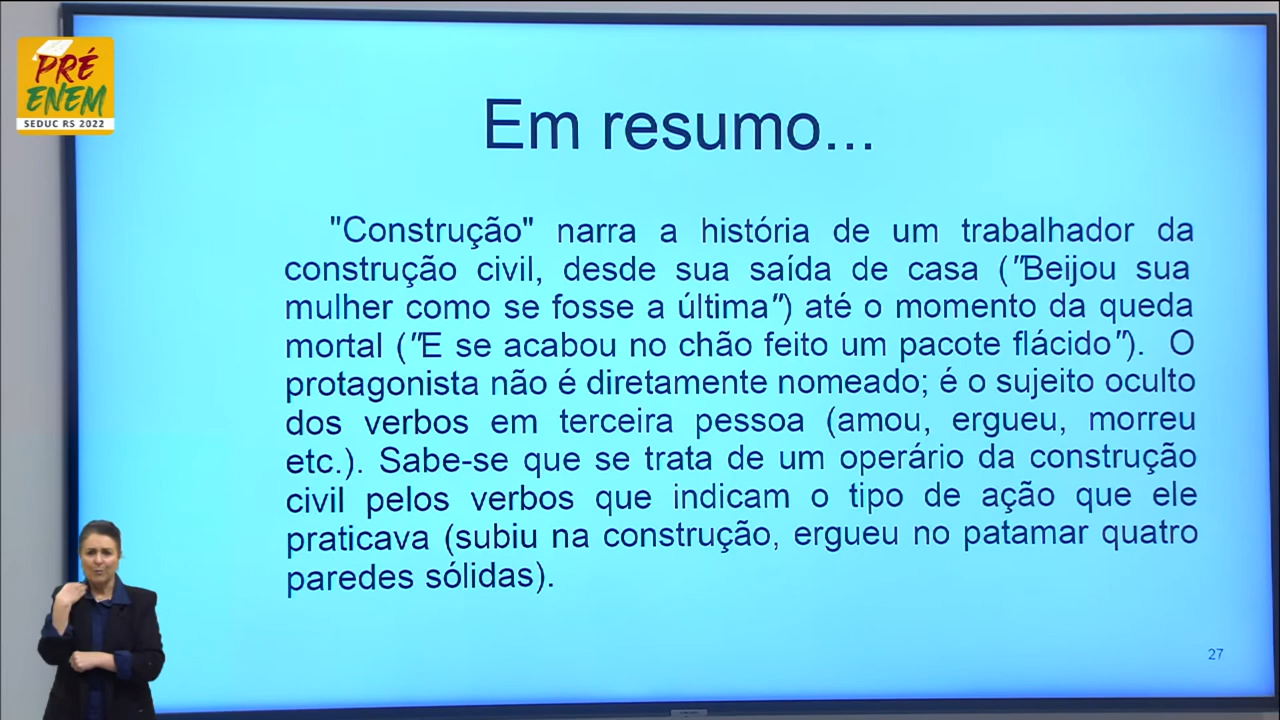 PRÉ
ENEM
SEDUC RS 2022
Em resumo...
"Construção" narra a história de um trabalhador da
construção civil, desde sua saída de casa ("Beijou sua
mulher como se fosse a última") até o momento da queda
mortal ("E se acabou no chão feito um pacote flácido"). O
protagonista não é diretamente nomeado; é o sujeito oculto
dos verbos em terceira pessoa (amou, ergueu, morreu
etc.). Sabe-se que se trata de um operário da construção
civil pelos verbos que indicam o tipo de ação que ele
praticava (subiu na construção, ergueu no patamar quatro
paredes sólidas).
27